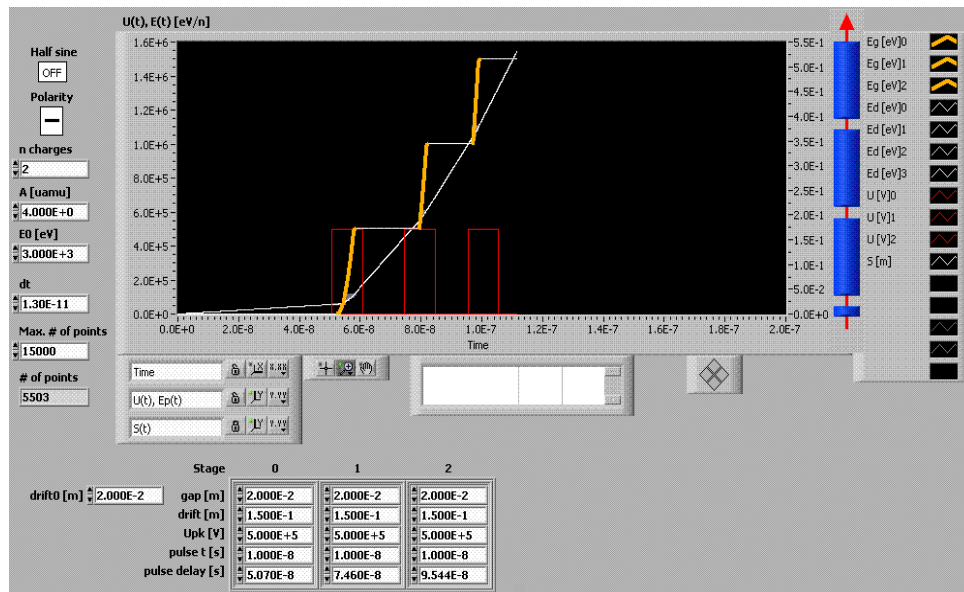 U(t), E(t) [eV/n]
Half sine
OFF
Polarity
n charges
2
A [uamu]
4.000E+0
E0 [eV]
3.000E+3
dt
1.30E-11
Max. # of points
15000
# of points
5503
1.6E+6
1.4E+6
1.2E+6
1.0E+6
8.0E+5
6.0E+5
4.0E+5
2.0E+5
0.0E+0
0.0E+0 2.0E-8 4.0E-8 6.0E-8 8.0E-8 1.0E-7 1.2E-7 1.4E-7 1.6E-7 1.8E-7 2.0E-7
Time
5.5E-1
5.0E-1
4.5E-1
4.0E-1
3.5E-1
3.0E-1
2.5E-1
2.0E-1
1.5E-1
1.0E-1
5.0E-2
0.0E+0
Eg [eV]0
Eg [eV]1
Eg [eV]2
Ed [eV]0
Ed [eV]1
Ed [eV]2
Ed [eV]3
U [V]0
U [V]1
U [V]2
S [m]
Time
U(t), Ep(t)
S(t)
Stage 0 1 2
drift0 [m] 2.000E-2
gap [m] 2.000E-2 2.000E-2 2.000E-2
drift [m] 1.500E-1 1.500E-1 1.500E-1
Upk [V] 5.000E+5 5.000E+5 5.000E+5
pulse t [s] 1.000E-8 1.000E-8 1.000E-8
pulse delay [s] 5.070E-8 7.460E-8 9.544E-8